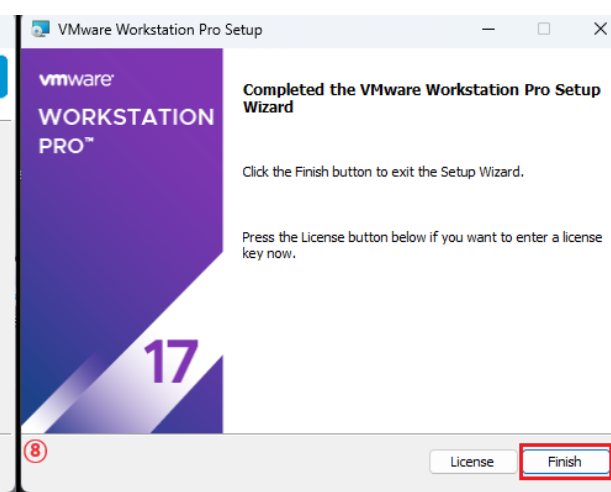 VMware Workstation Pro Setup
vmware®
WORKSTATION
PRO™
Completed the VMware Workstation Pro Setup
Wizard
Click the Finish button to exit the Setup Wizard.
Press the License button below if you want to enter a license
key now.
17
⑧
License Finish